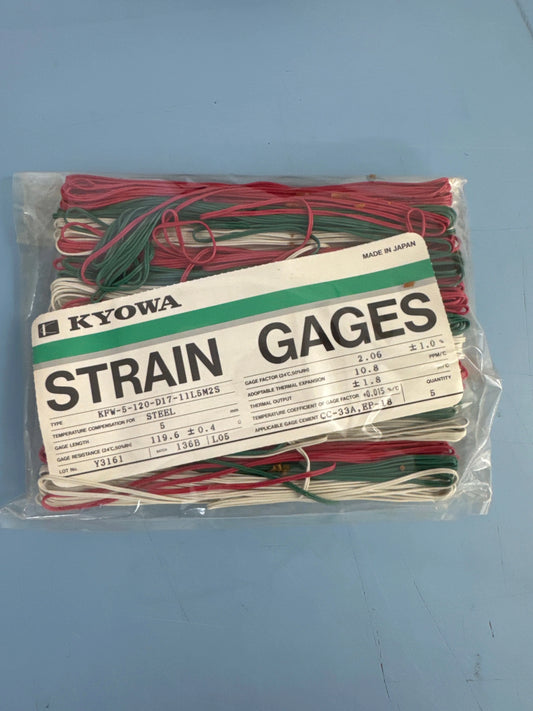 MADE IN JAPAN
KYOWA
STRAIN GAGES
TYPE KFW-5-120-D17-11L5M2S
TEMPERATURE COMPENSATION FOR STEEL
GAGE LENGTH 5 mm
GAGE RESISTANCE (24℃,50%RH) 119.6 ± 0.4 Ω
LOT No. Y3161 BATCH 136B L05
GAGE FACTOR (24℃,50%RH) 2.06 ±1.0 %
ADOPTABLE THERMAL EXPANSION 10.8 PPM/℃
THERMAL OUTPUT ±1.8
TEMPERATURE COEFFICIENT OF GAGE FACTOR +0.015 %/℃
APPLICABLE GAGE CEMENT CC-33A,EP-18
QUANTITY
5